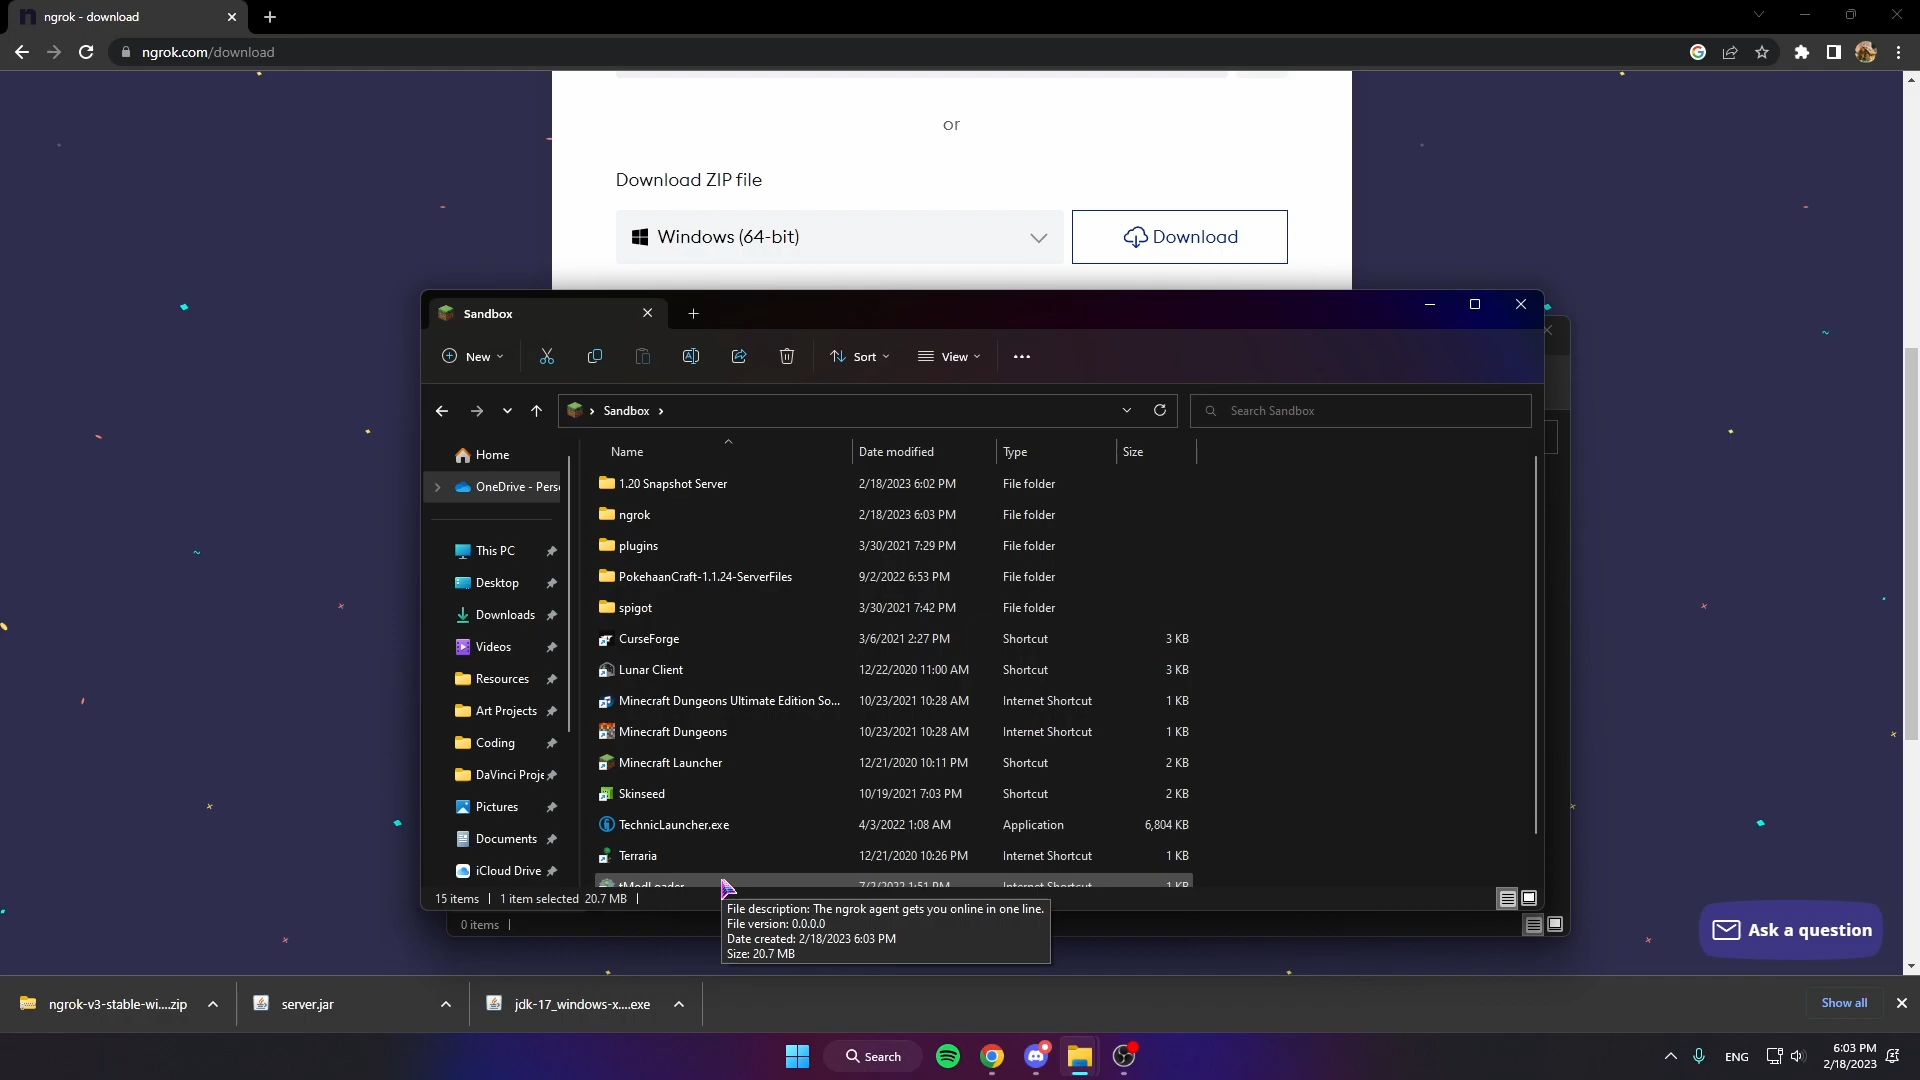 ngrok - download
ngrok.com/download
or
Download ZIP file
Windows (64-bit)
Download
Sandbox
New
Sort
View
Sandbox
Search Sandbox
Name Date modified Type Size
Home
OneDrive - Pers
This PC
Desktop
Downloads
Videos
Resources
Art Projects
Coding
DaVinci Proje
Pictures
Documents
iCloud Drive
1.20 Snapshot Server 2/18/2023 6:02 PM File folder
ngrok 2/18/2023 6:03 PM File folder
plugins 3/30/2021 7:29 PM File folder
PokehaanCraft-1.1.24-ServerFiles 9/2/2022 6:53 PM File folder
spigot 3/30/2021 7:42 PM File folder
CurseForge 3/6/2021 2:27 PM Shortcut 3 KB
Lunar Client 12/22/2020 11:00 AM Shortcut 3 KB
Minecraft Dungeons Ultimate Edition So... 10/23/2021 10:28 AM Internet Shortcut 1 KB
Minecraft Dungeons 10/23/2021 10:28 AM Internet Shortcut 1 KB
Minecraft Launcher 12/21/2020 10:11 PM Shortcut 2 KB
Skinseed 10/19/2021 7:03 PM Shortcut 2 KB
TechnicLauncher.exe 4/3/2022 1:08 AM Application 6,804 KB
Terraria 12/21/2020 10:26 PM Internet Shortcut 1 KB
tModLoader 7/2/2022 1:51 PM Internet Shortcut 1 KB
15 items 1 item selected 20.7 MB
0 items
File description: The ngrok agent gets you online in one line.
File version: 0.0.0.0
Date created: 2/18/2023 6:03 PM
Size: 20.7 MB
Ask a question
ngrok-v3-stable-wi....zip
server.jar
jdk-17_windows-x....exe
Show all
Search
ENG
6:03 PM
2/18/2023